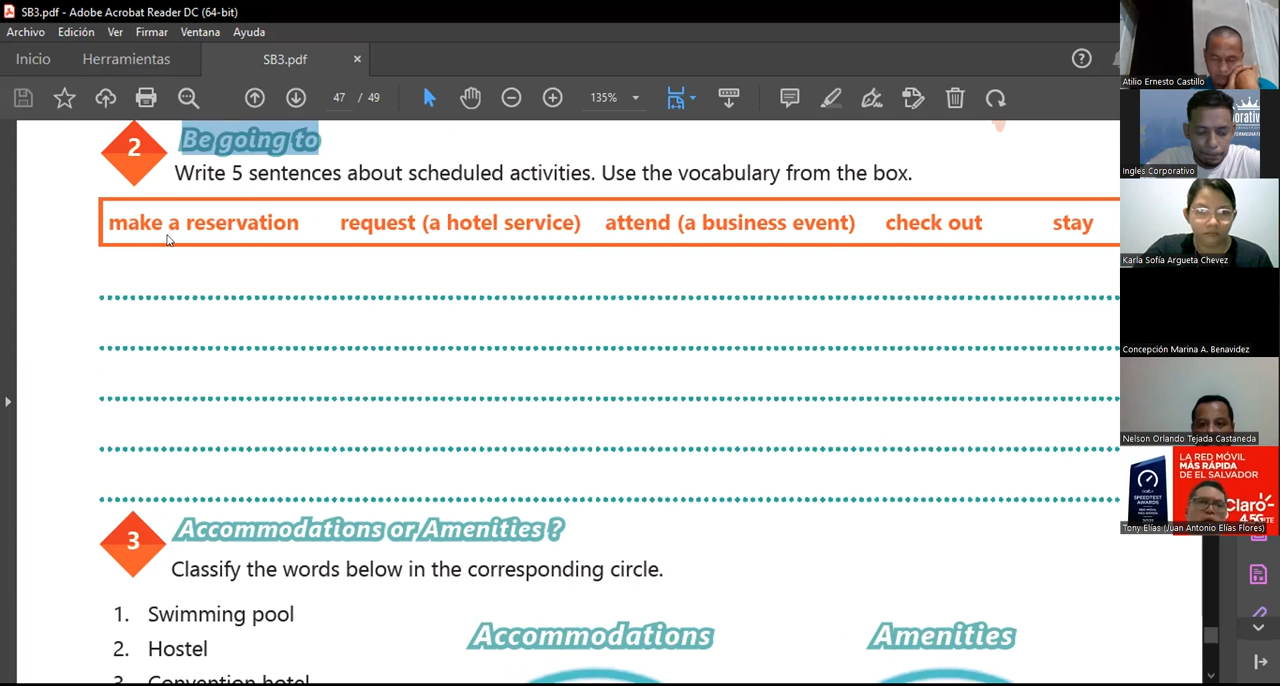 SB3.pdf - Adobe Acrobat Reader DC (64-bit)
Archivo Edición Ver Firmar Ventana Ayuda
Inicio Herramientas SB3.pdf ×
47 / 49 135%
2 Be going to
Write 5 sentences about scheduled activities. Use the vocabulary from the box.
make a reservation request (a hotel service) attend (a business event) check out stay
3 Accommodations or Amenities ?
Classify the words below in the corresponding circle.
1. Swimming pool
2. Hostel
3. Convention hotel
Accommodations Amenities
Atilio Ernesto Castillo
Ingles Corporativo
Karla Sofía Argueta Chevez
Concepción Marina A. Benavidez
Nelson Orlando Tejada Castaneda
LA RED MÓVIL
MÁS RÁPIDA
DE EL SALVADOR
SPEEDTEST
AWARDS
Claro
Tony Elías (Juan Antonio Elías Flores)